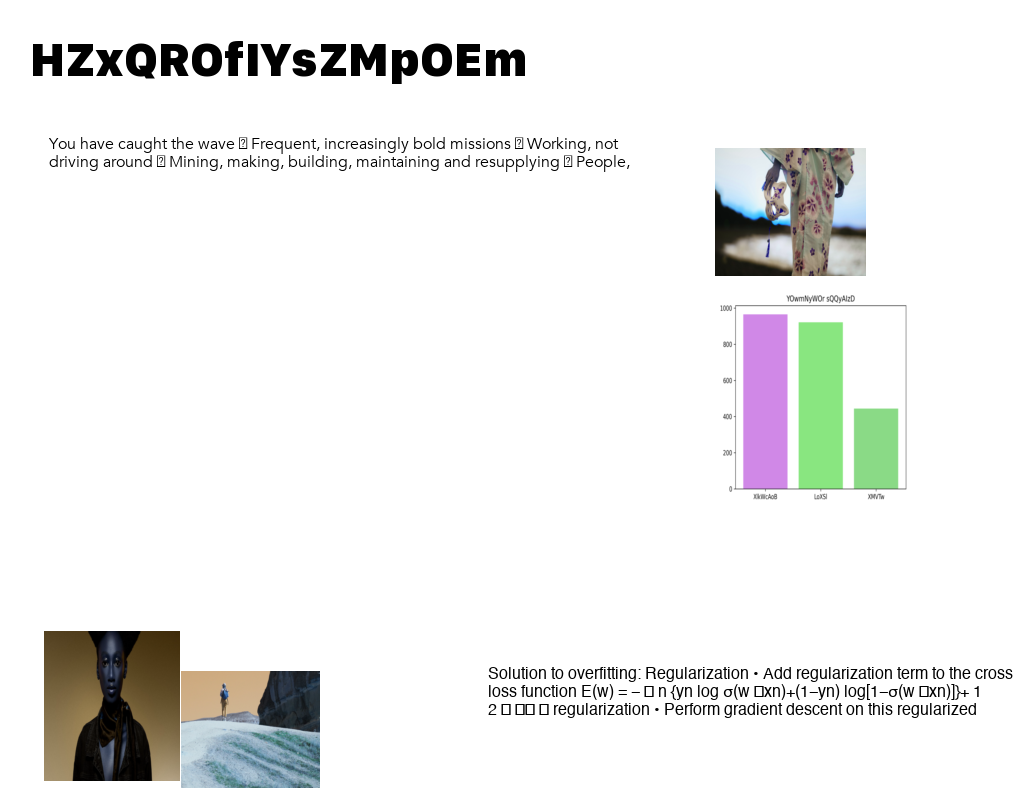 HZxQROfIYsZMpOEm
You have caught the wave � Frequent, increasingly bold missions � Working, not
driving around � Mining, making, building, maintaining and resupplying � People,
YOwmNyWOr sQQyAIzD
1000
800
600
400
200
0
XlkWcAoB LoXSl XMVTw
Solution to overfitting: Regularization • Add regularization term to the cross
loss function E(w) = – � n {yn log σ(w �xn)+(1–yn) log[1–σ(w �xn)]}+ 1
2 � �� � regularization • Perform gradient descent on this regularized